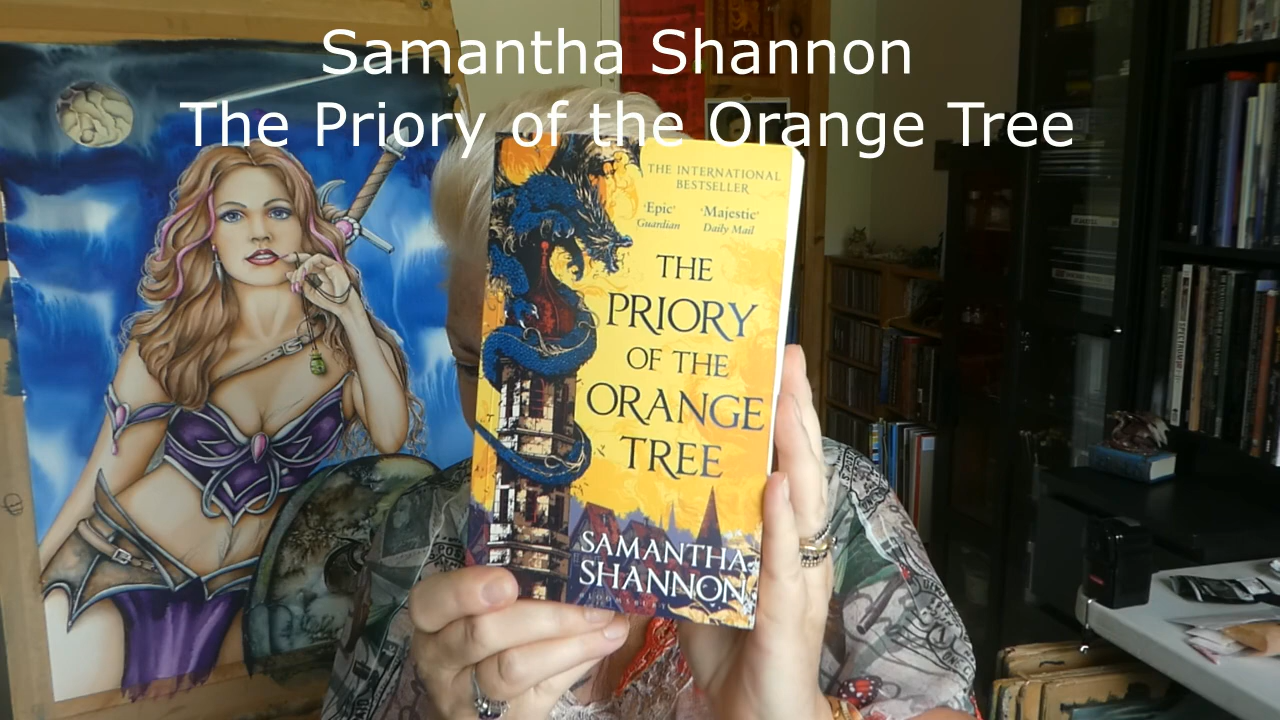 Samantha Shannon
The Priory of the Orange Tree
THE INTERNATIONAL
BESTSELLER
'Epic'
Guardian
'Majestic'
Daily Mail
THE
PRIORY
OF THE
ORANGE
TREE
SAMANTHA
SHANNON
BLOOMSBURY